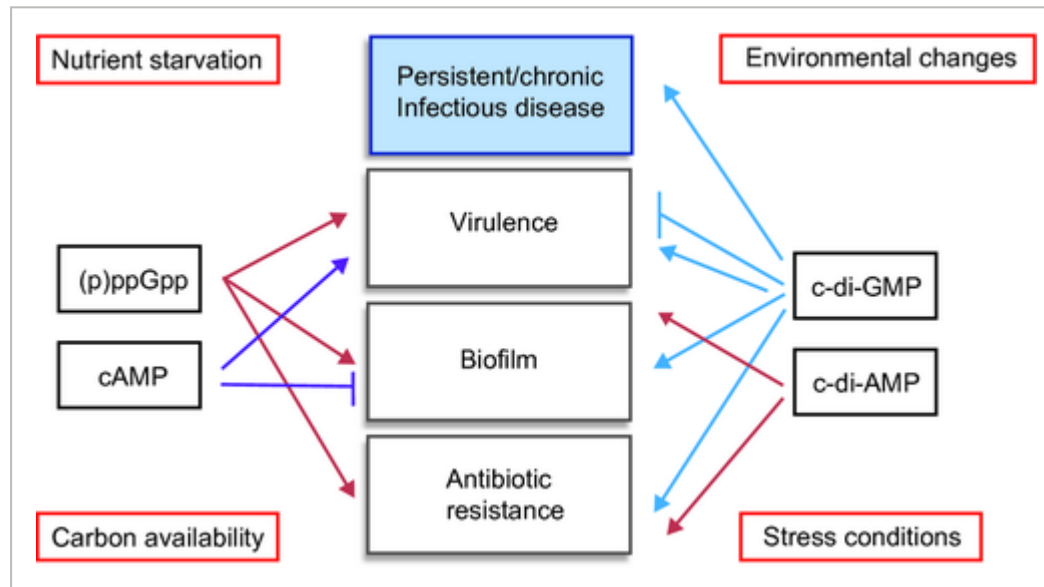 Nutrient starvation
Persistent/chronic
Infectious disease
Environmental changes
Virulence
(p)ppGpp
c-di-GMP
Biofilm
cAMP
c-di-AMP
Antibiotic
resistance
Carbon availability
Stress conditions